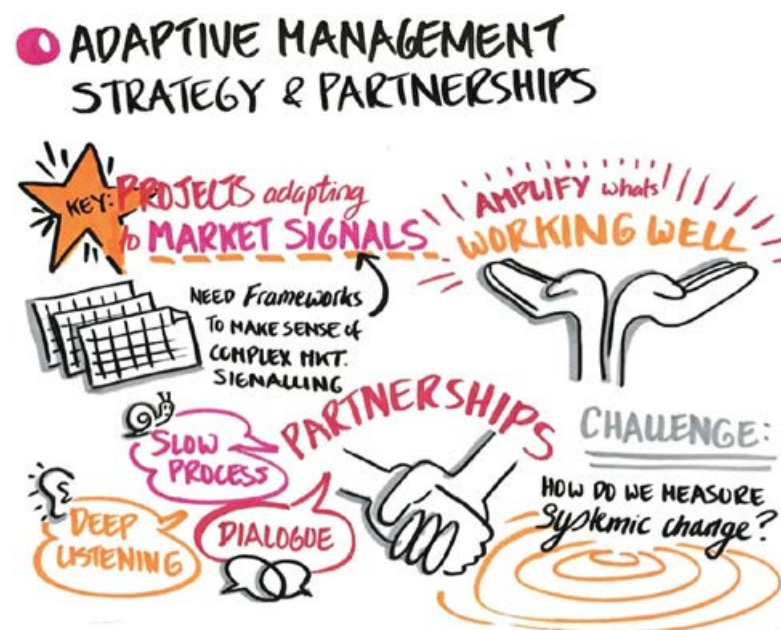 ADAPTIVE MANAGEMENT
STRATEGY & PARTNERSHIPS
KEY: PROJECTS adapting
to MARKET SIGNALS
AMPLIFY whats
WORKING WELL
NEED Frameworks
TO MAKE SENSE of
COMPLEX MKT.
SIGNALLING
PARTNERSHIPS
SLOW
PROCESS
DEEP
LISTENING
DIALOGUE
CHALLENGE:
HOW DO WE MEASURE
Systemic change?